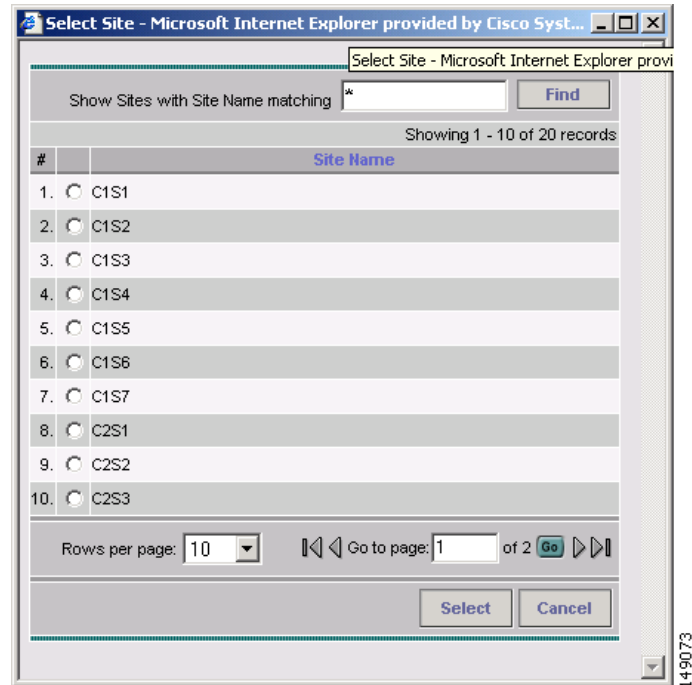 Select Site - Microsoft Internet Explorer provided by Cisco Syst...
Select Site - Microsoft Internet Explorer provi
Show Sites with Site Name matching * Find
Showing 1 - 10 of 20 records
# Site Name
1. C1S1
2. C1S2
3. C1S3
4. C1S4
5. C1S5
6. C1S6
7. C1S7
8. C2S1
9. C2S2
10. C2S3
Rows per page: 10 Go to page: 1 of 2 Go
Select Cancel
149073